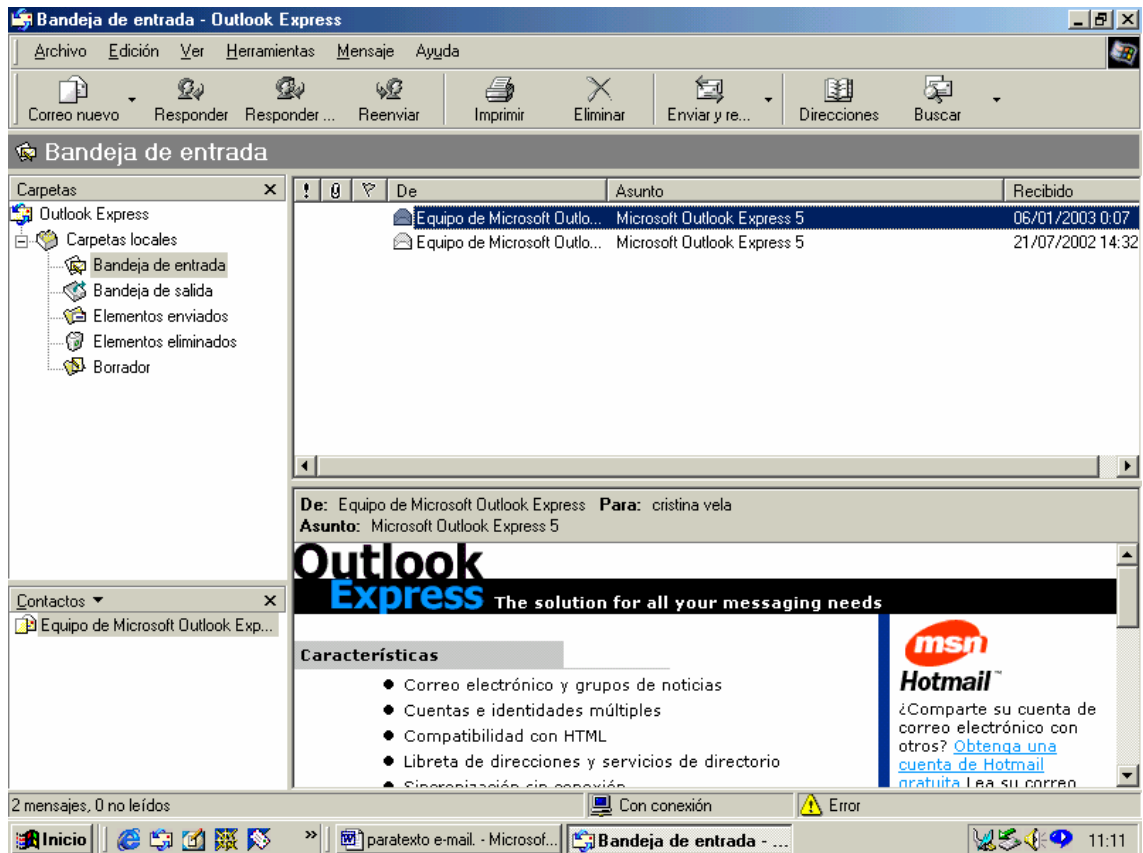 Bandeja de entrada - Outlook Express
Archivo Edición Ver Herramientas Mensaje Ayuda
Correo nuevo Responder Responder ... Reenviar Imprimir Eliminar Enviar y re... Direcciones Buscar
Bandeja de entrada
Carpetas
Outlook Express
Carpetas locales
Bandeja de entrada
Bandeja de salida
Elementos enviados
Elementos eliminados
Borrador
Contactos
Equipo de Microsoft Outlook Exp...
! De Asunto Recibido
Equipo de Microsoft Outlo... Microsoft Outlook Express 5 06/01/2003 0:07
Equipo de Microsoft Outlo... Microsoft Outlook Express 5 21/07/2002 14:32
De: Equipo de Microsoft Outlook Express Para: cristina vela
Asunto: Microsoft Outlook Express 5
Outlook
Express The solution for all your messaging needs
Características
Correo electrónico y grupos de noticias
Cuentas e identidades múltiples
Compatibilidad con HTML
Libreta de direcciones y servicios de directorio
Sincronización sin conexión
msn
Hotmail™
¿Comparte su cuenta de
correo electrónico con
otros? Obtenga una
cuenta de Hotmail
gratuita Lea su correo
2 mensajes, 0 no leídos Con conexión Error
Inicio » paratexto e-mail. - Microsof... Bandeja de entrada - ... 11:11